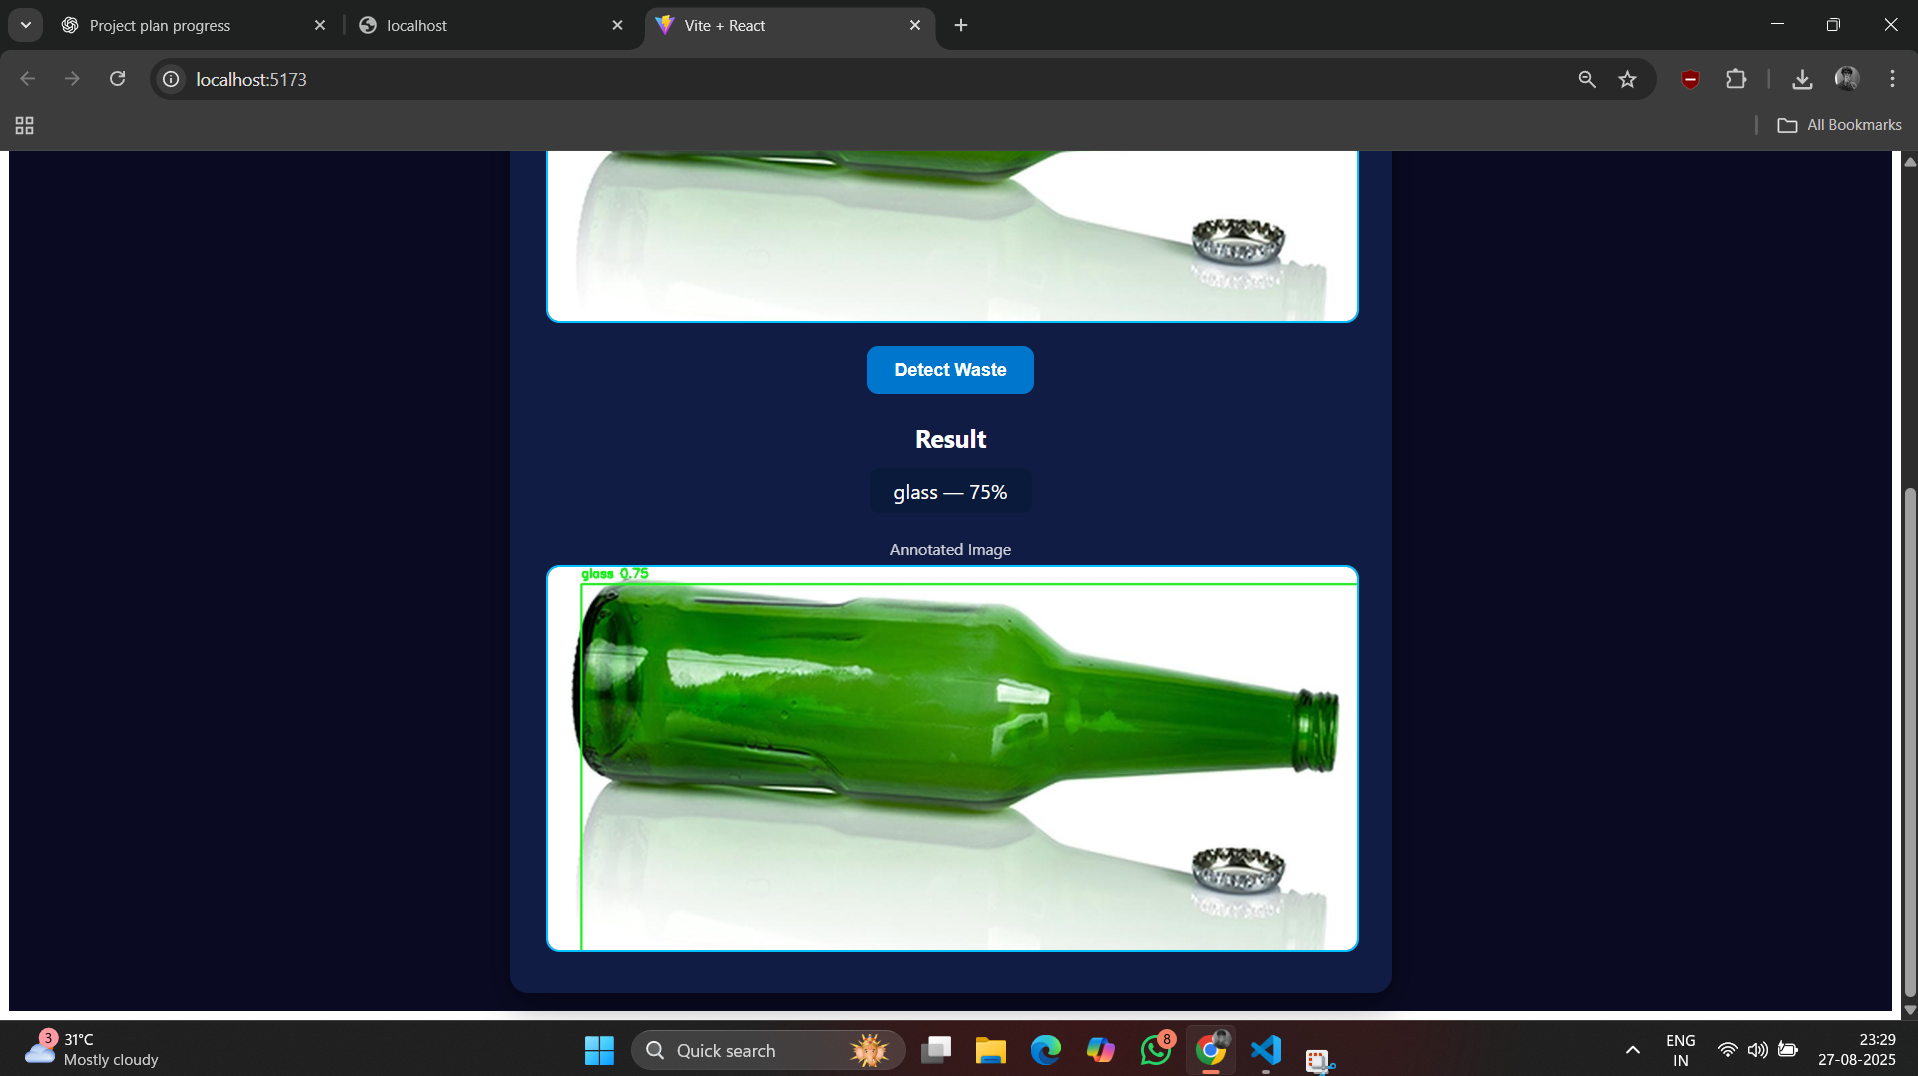 Project plan progress
localhost
Vite + React
localhost:5173
All Bookmarks
Detect Waste
Result
glass — 75%
Annotated Image
glass 0.75
3
31°C
Mostly cloudy
Quick search
8
ENG
IN
23:29
27-08-2025